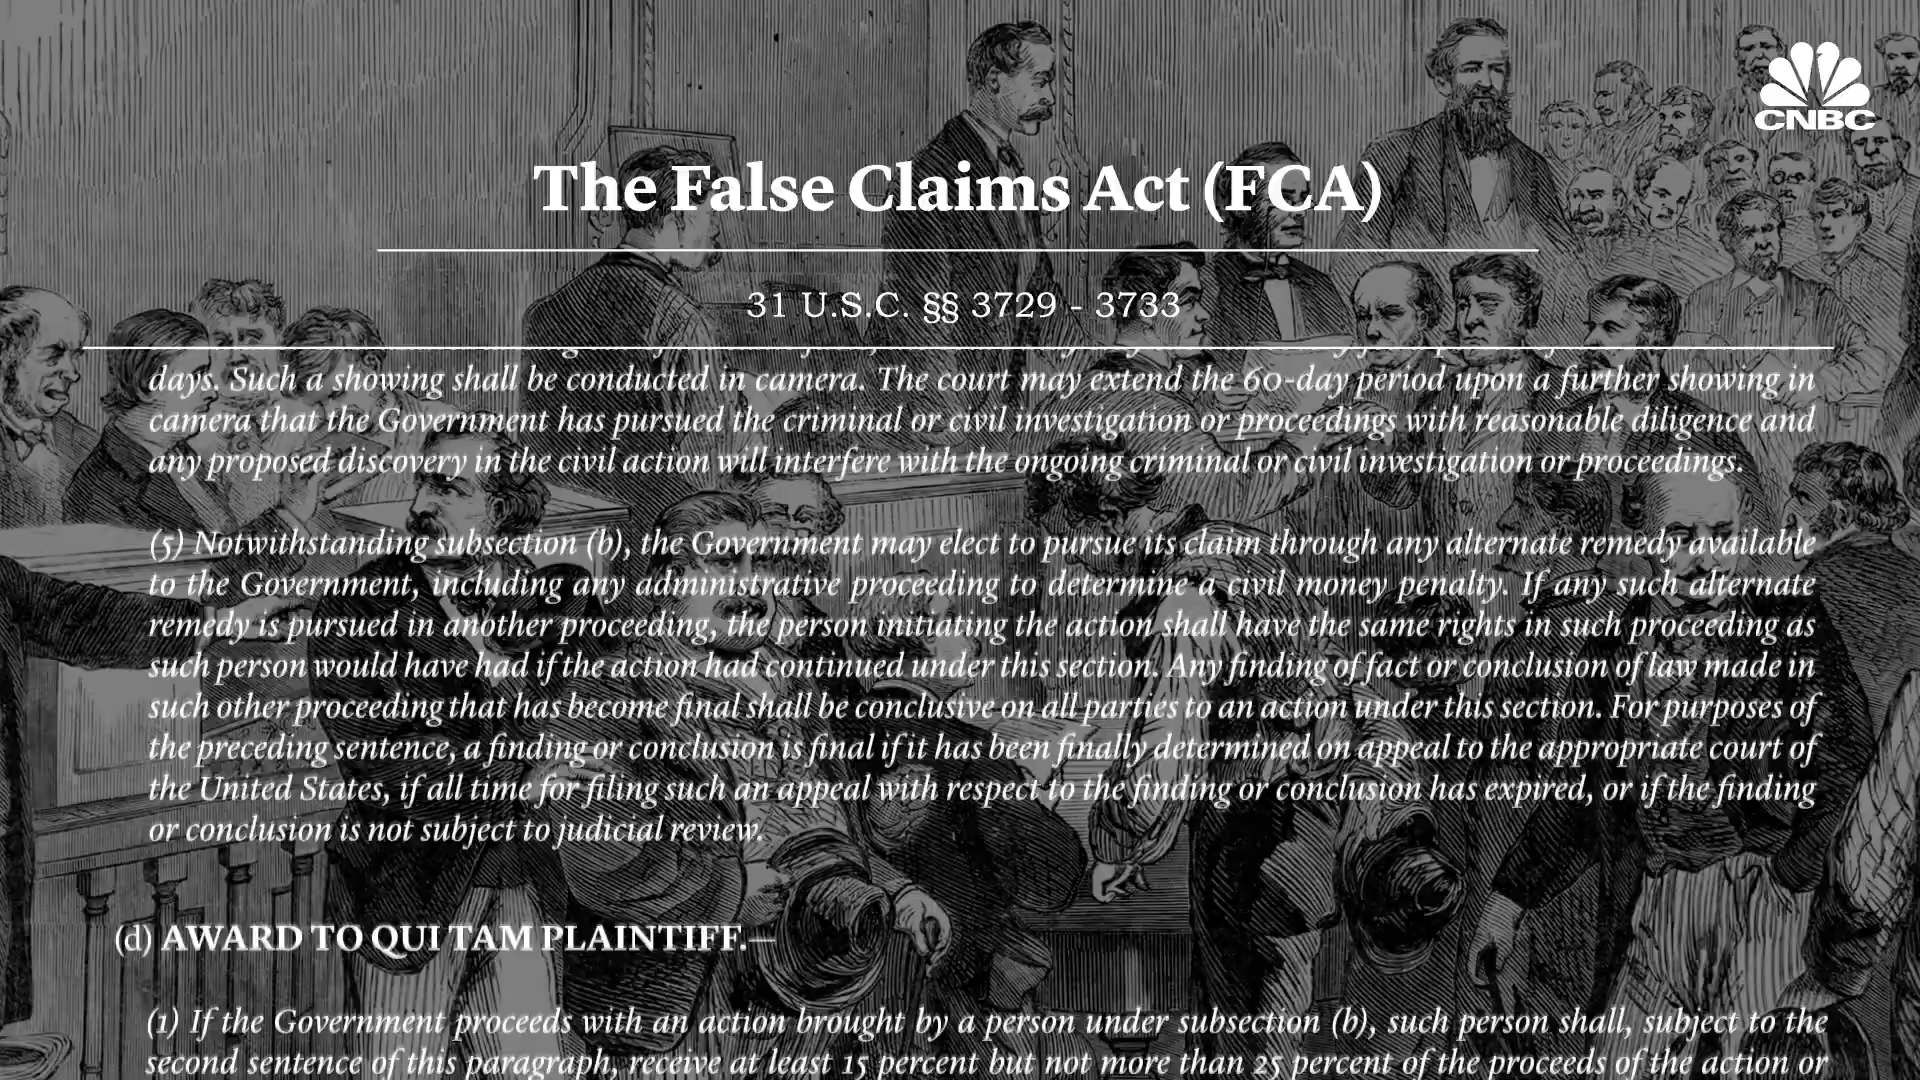 CNBC
The False Claims Act (FCA)
31 U.S.C. §§ 3729 - 3733
days. Such a showing shall be conducted in camera. The court may extend the 60-day period upon a further showing in
camera that the Government has pursued the criminal or civil investigation or proceedings with reasonable diligence and
any proposed discovery in the civil action will interfere with the ongoing criminal or civil investigation or proceedings.
(5) Notwithstanding subsection (b), the Government may elect to pursue its claim through any alternate remedy available
to the Government, including any administrative proceeding to determine a civil money penalty. If any such alternate
remedy is pursued in another proceeding, the person initiating the action shall have the same rights in such proceeding as
such person would have had if the action had continued under this section. Any finding of fact or conclusion of law made in
such other proceeding that has become final shall be conclusive on all parties to an action under this section. For purposes of
the preceding sentence, a finding or conclusion is final if it has been finally determined on appeal to the appropriate court of
the United States, if all time for filing such an appeal with respect to the finding or conclusion has expired, or if the finding
or conclusion is not subject to judicial review.
(d) AWARD TO QUI TAM PLAINTIFF.—
(1) If the Government proceeds with an action brought by a person under subsection (b), such person shall, subject to the
second sentence of this paragraph, receive at least 15 percent but not more than 25 percent of the proceeds of the action or